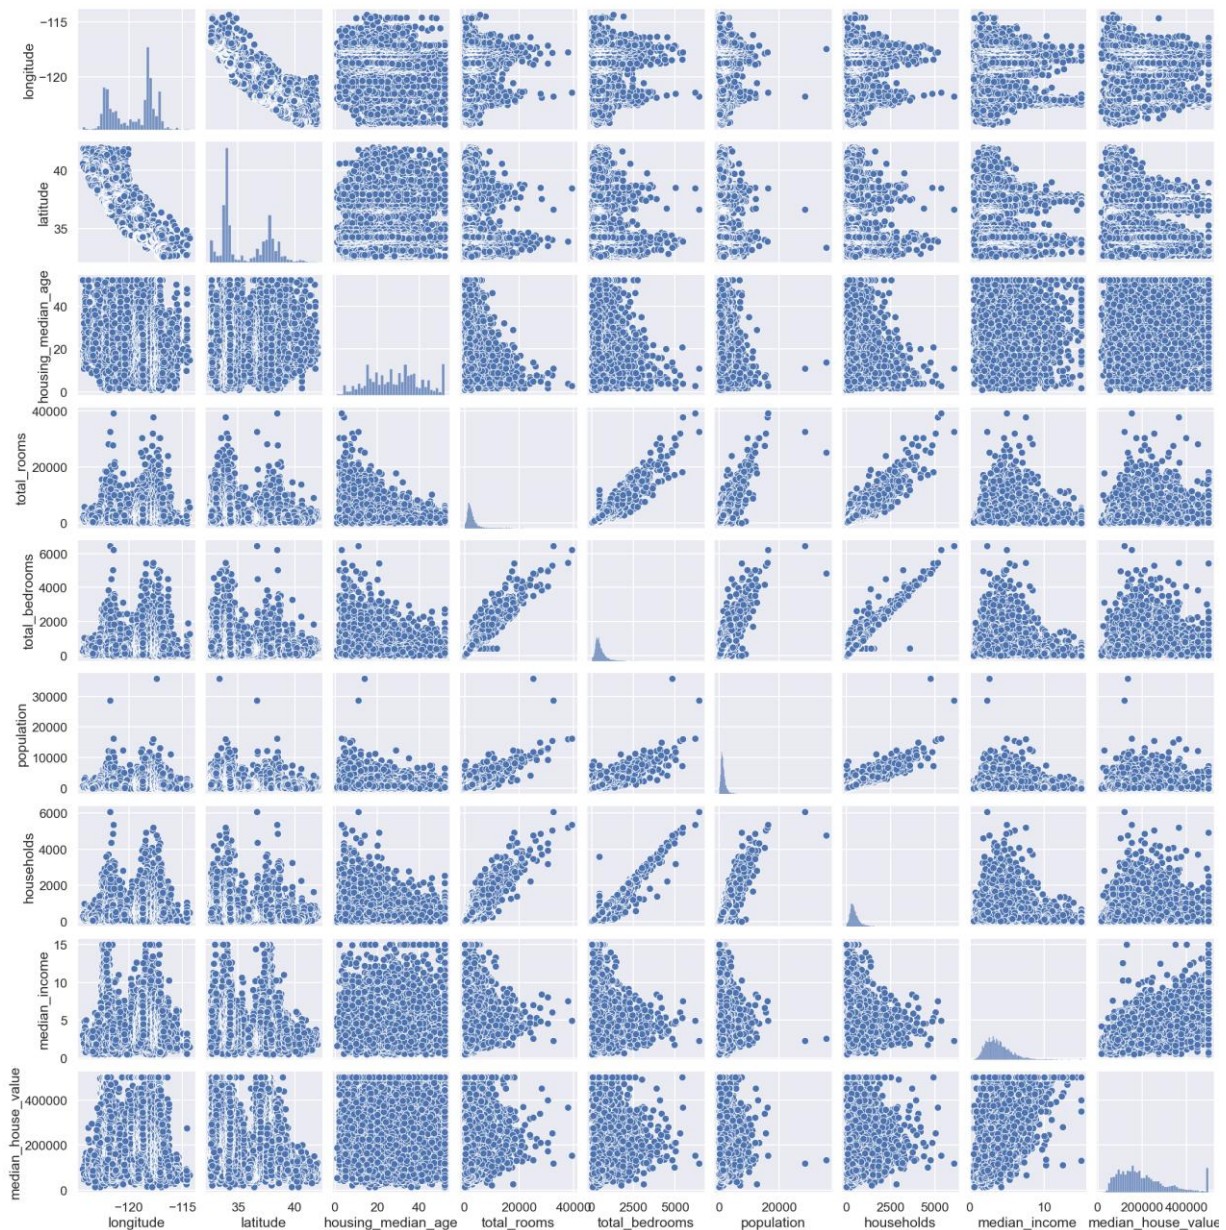 −115
−120
longitude
40
35
latitude
40
20
0
housing_median_age
40000
20000
0
total_rooms
6000
4000
2000
0
total_bedrooms
30000
20000
10000
0
population
6000
4000
2000
0
households
15
10
5
0
median_income
400000
200000
0
median_house_value
−120 −115 35 40 0 20 40 0 20000 40000 0 2500 5000 0 20000 0 2500 5000 0 10 0 200000 400000
longitude latitude housing_median_age total_rooms total_bedrooms population households median_income median_house_value